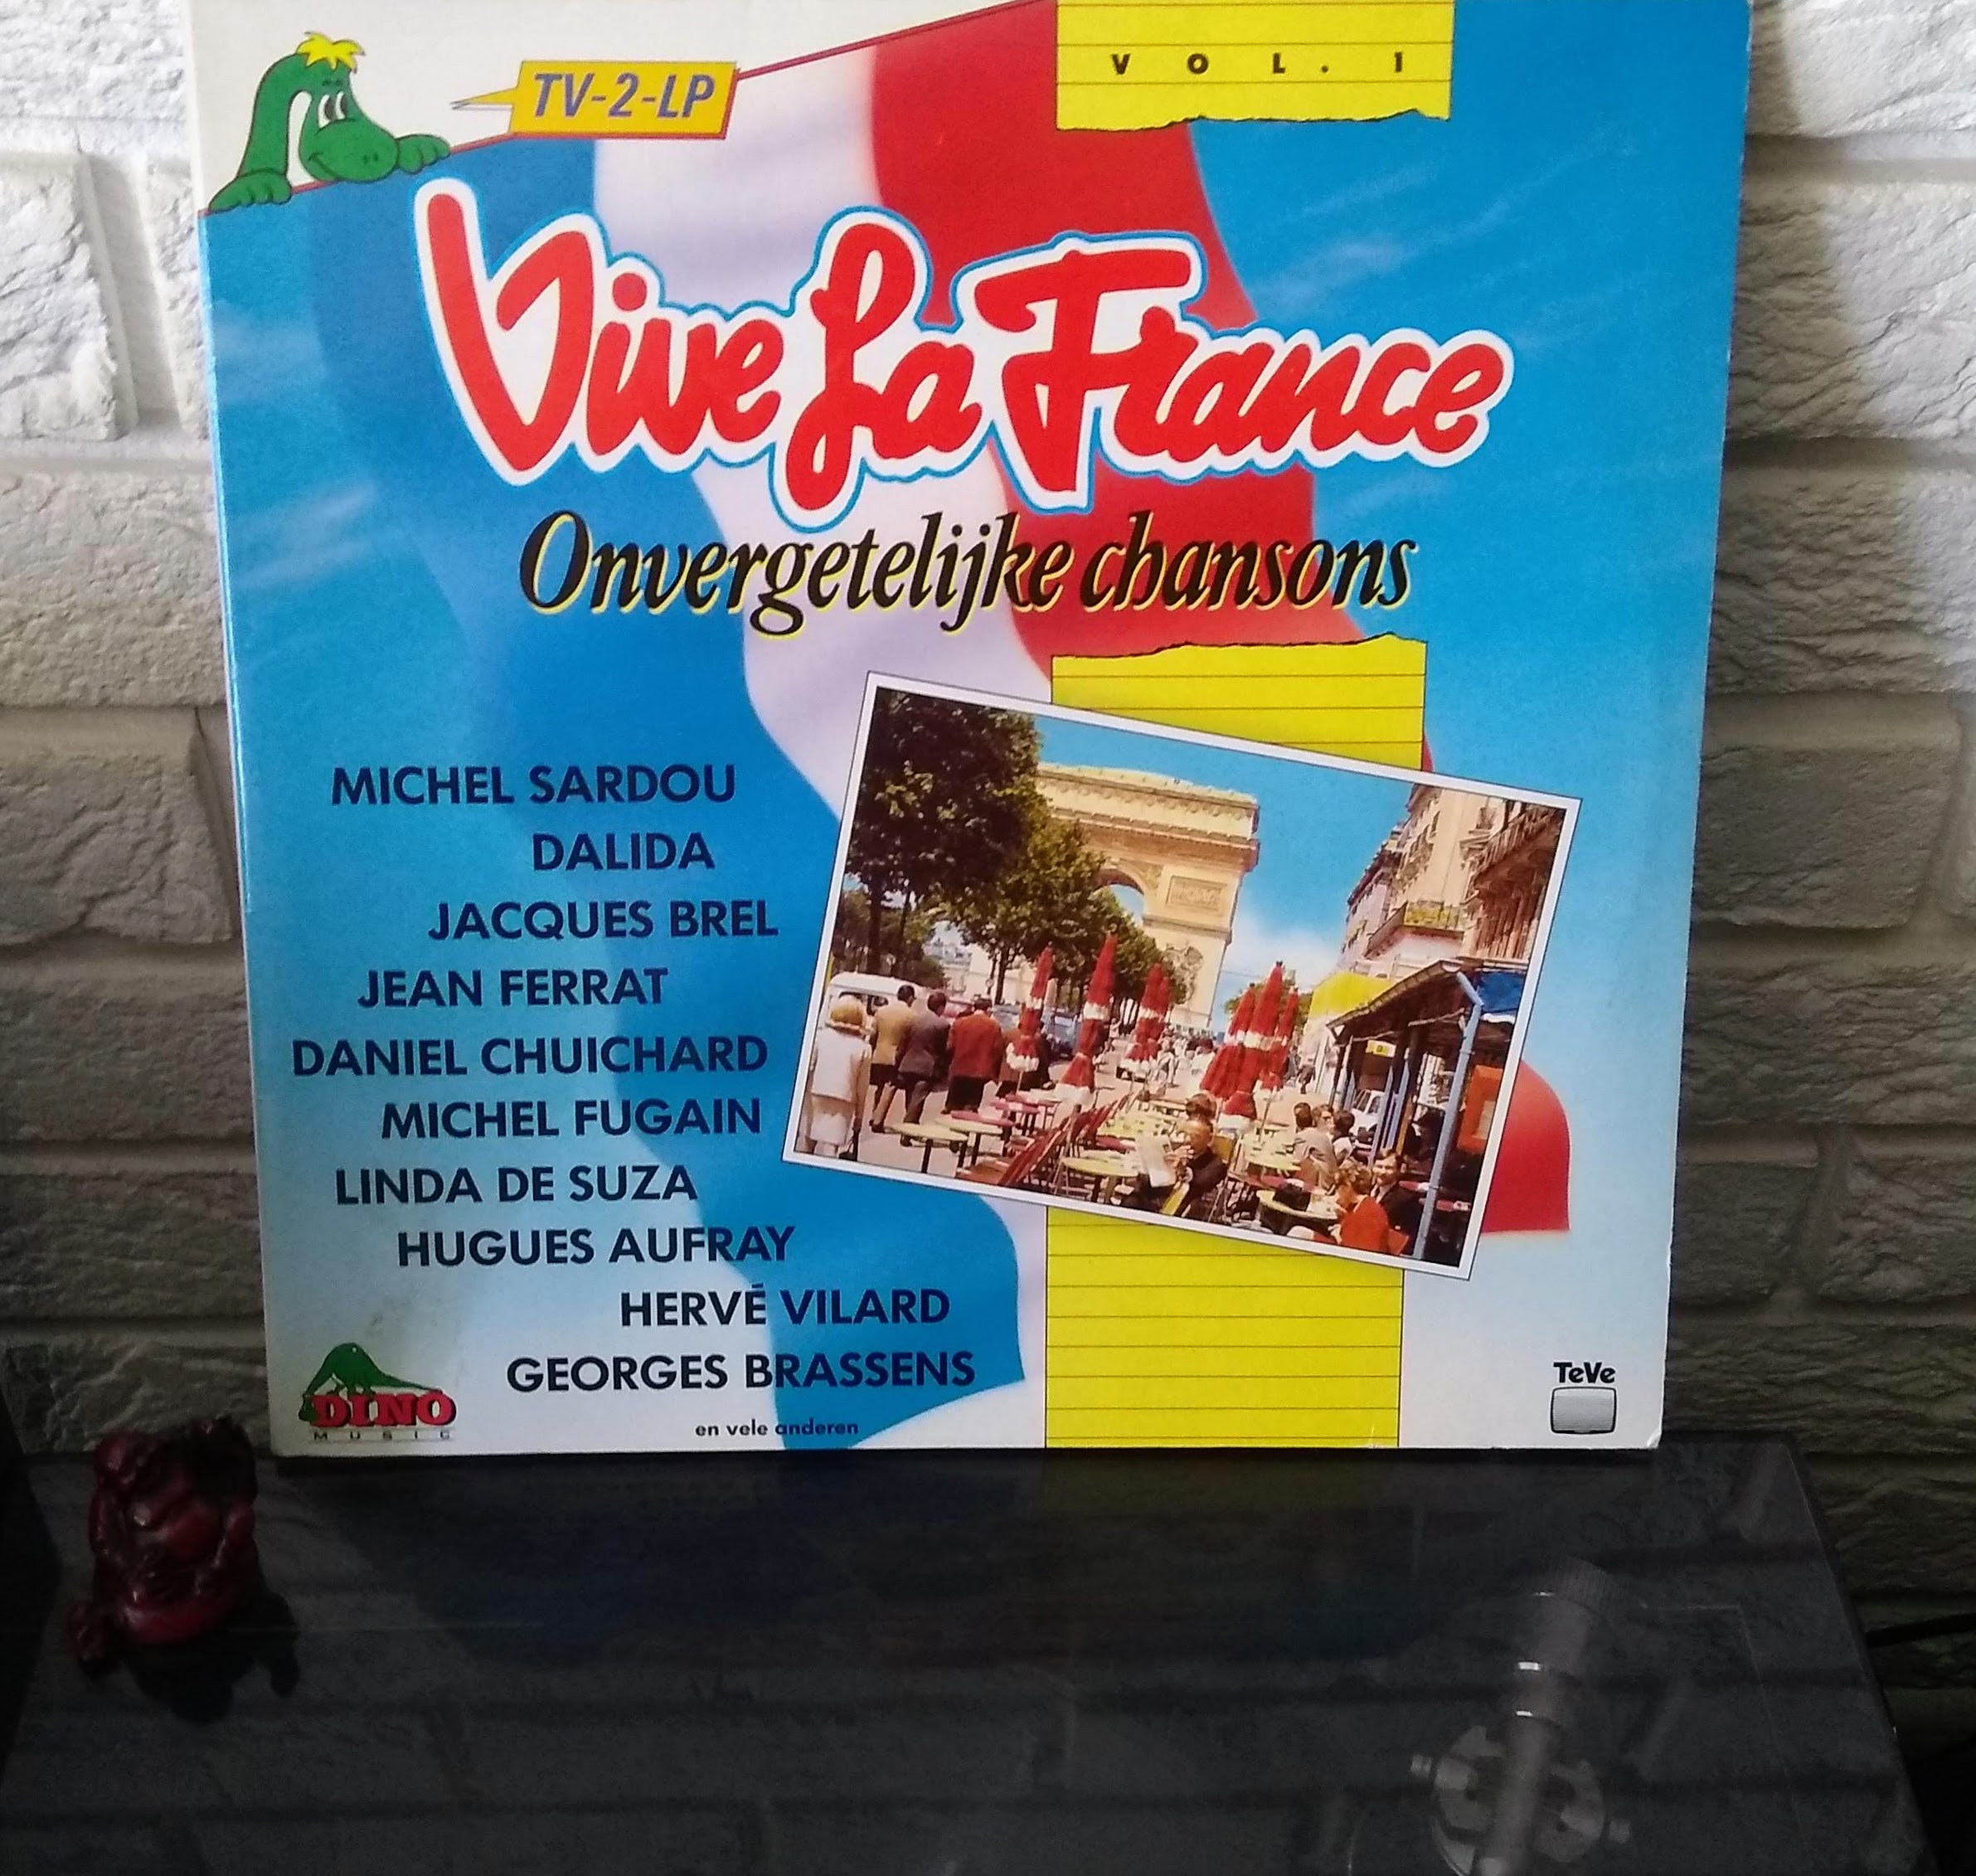 TV-2-LP
VOL. 1
Vive La France
Onvergetelijke chansons
MICHEL SARDOU
DALIDA
JACQUES BREL
JEAN FERRAT
DANIEL CHUICHARD
MICHEL FUGAIN
LINDA DE SUZA
HUGUES AUFRAY
HERVÉ VILARD
GEORGES BRASSENS
en vele anderen
DINO
MUSIC
TeVe